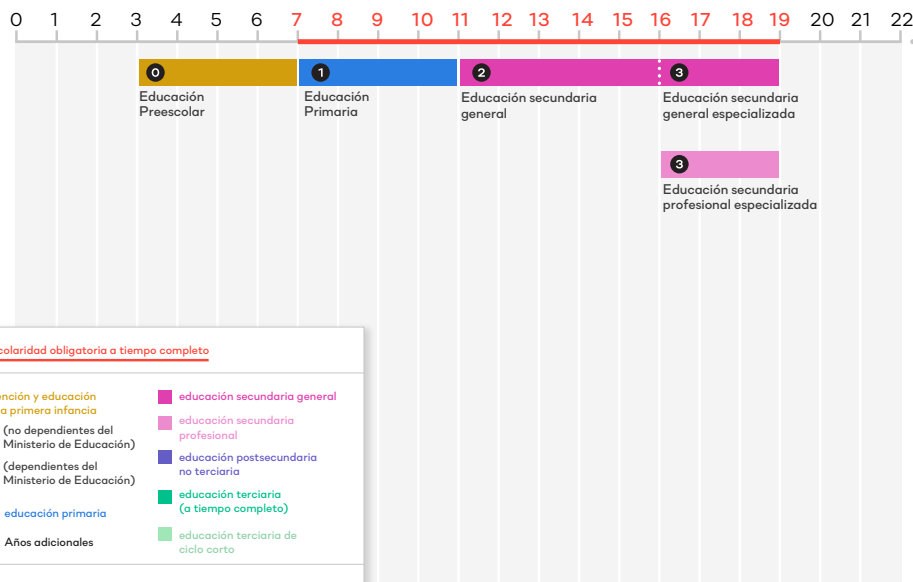 0 1 2 3 4 5 6 7 8 9 10 11 12 13 14 15 16 17 18 19 20 21 22
0 1 2 3
Educación
Preescolar
Educación
Primaria
Educación secundaria
general
Educación secundaria
general especializada
3
Educación secundaria
profesional especializada
colaridad obligatoria a tiempo completo
nción y educación
a primera infancia
(no dependientes del
Ministerio de Educación)
(dependientes del
Ministerio de Educación)
educación primaria
Años adicionales
educación secundaria general
educación secundaria
profesional
educación postsecundaria
no terciaria
educación terciaria
(a tiempo completo)
educación terciaria de
ciclo corto